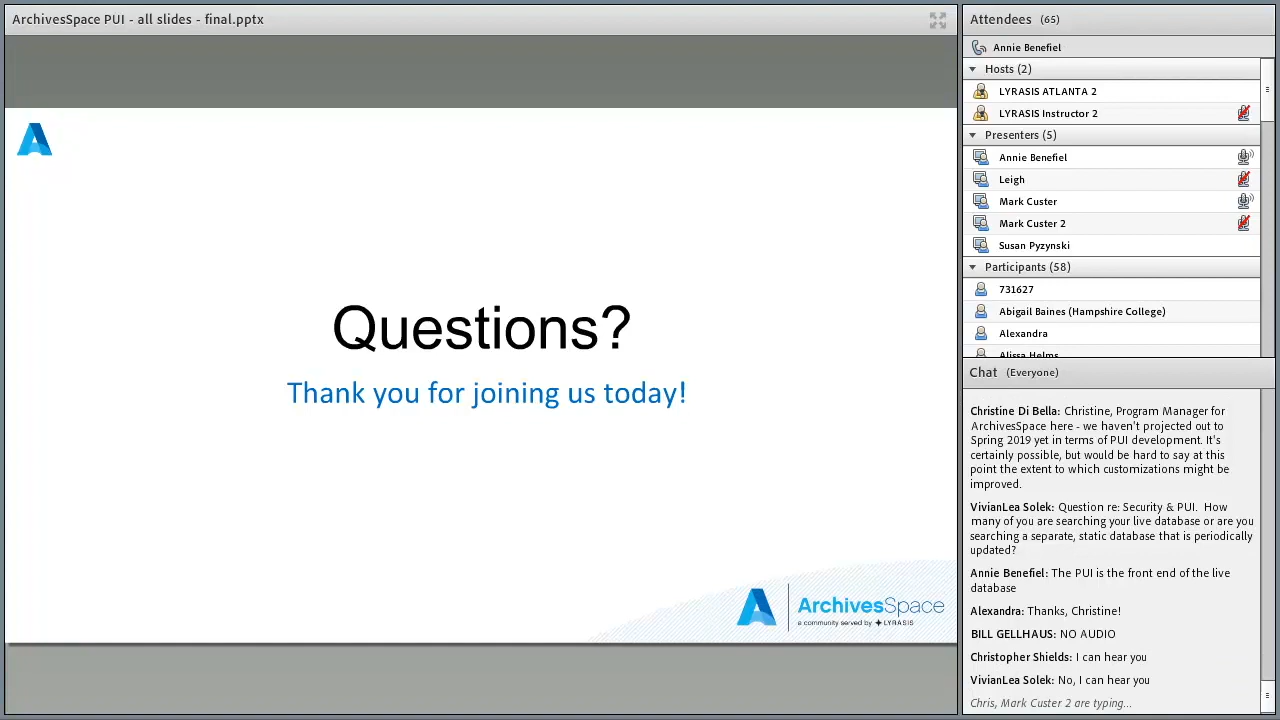 ArchivesSpace PUI - all slides - final.pptx
Questions?
Thank you for joining us today!
ArchivesSpace
a community served by LYRASIS
Attendees (65)
Annie Benefiel
Hosts (2)
LYRASIS ATLANTA 2
LYRASIS Instructor 2
Presenters (5)
Annie Benefiel
Leigh
Mark Custer
Mark Custer 2
Susan Pyzynski
Participants (58)
731627
Abigail Baines (Hampshire College)
Alexandra
Alissa Helms
Chat (Everyone)
Christine Di Bella: Christine, Program Manager for
ArchivesSpace here - we haven't projected out to
Spring 2019 yet in terms of PUI development. It's
certainly possible, but would be hard to say at this
point the extent to which customizations might be
improved.
VivianLea Solek: Question re: Security & PUI. How
many of you are searching your live database or are you
searching a separate, static database that is periodically
updated?
Annie Benefiel: The PUI is the front end of the live
database
Alexandra: Thanks, Christine!
BILL GELLHAUS: NO AUDIO
Christopher Shields: I can hear you
VivianLea Solek: No, I can hear you
Chris, Mark Custer 2 are typing...